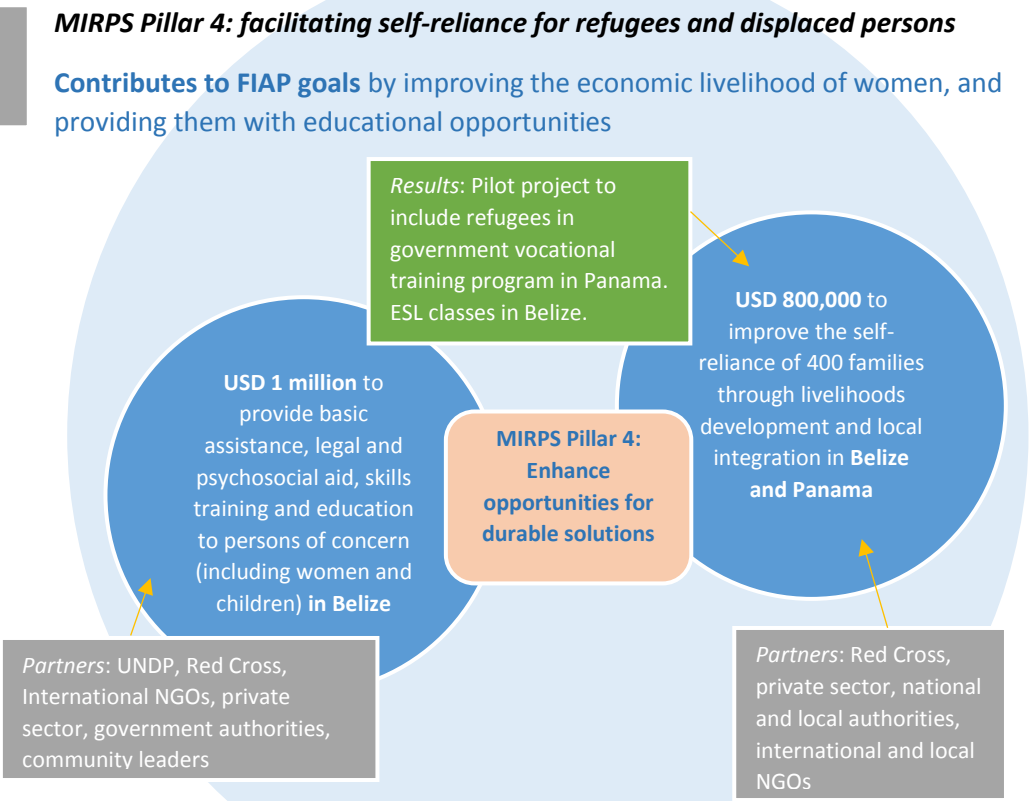 MIRPS Pillar 4: facilitating self-reliance for refugees and displaced persons
Contributes to FIAP goals by improving the economic livelihood of women, and
providing them with educational opportunities
Results: Pilot project to
include refugees in
government vocational
training program in Panama.
ESL classes in Belize.
USD 800,000 to
improve the self-
reliance of 400 families
through livelihoods
development and local
integration in Belize
and Panama
USD 1 million to
provide basic
assistance, legal and
psychosocial aid, skills
training and education
to persons of concern
(including women and
children) in Belize
MIRPS Pillar 4:
Enhance
opportunities for
durable solutions
Partners: UNDP, Red Cross,
International NGOs, private
sector, government authorities,
community leaders
Partners: Red Cross,
private sector, national
and local authorities,
international and local
NGOs